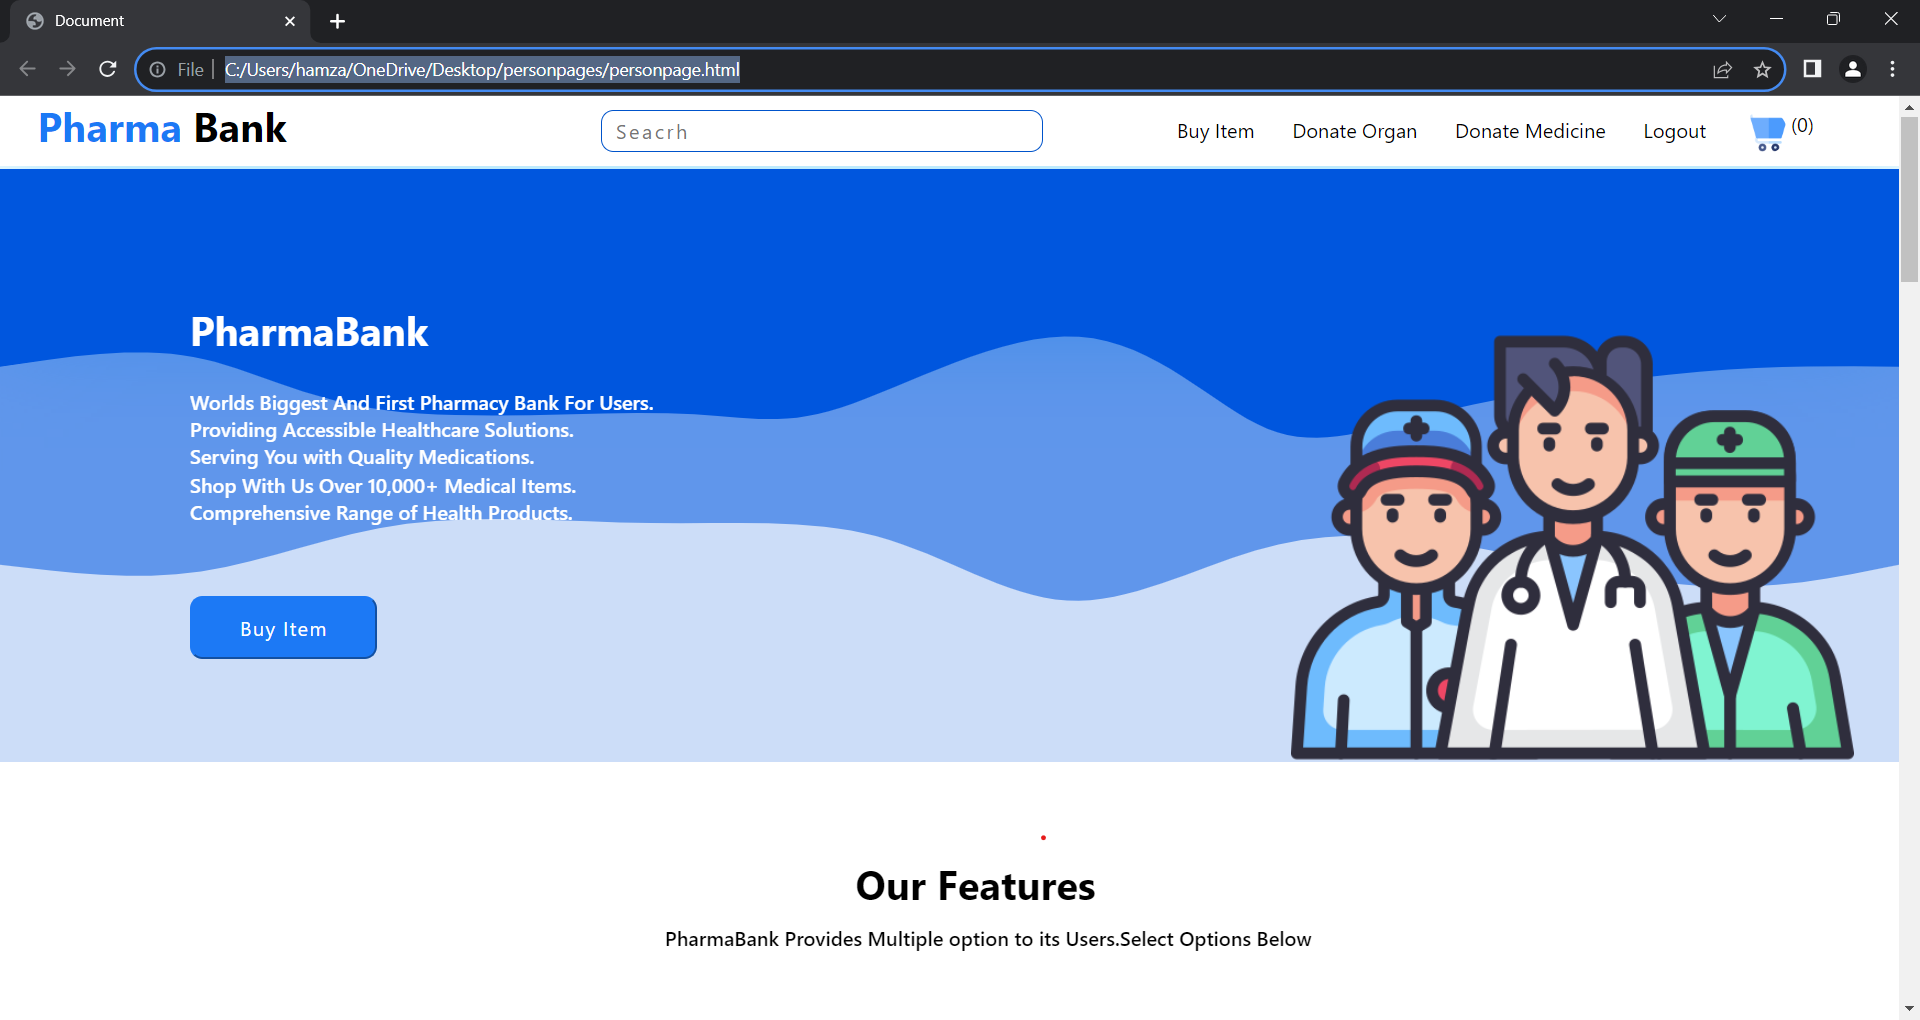 Document
File
C:/Users/hamza/OneDrive/Desktop/personpages/personpage.html
Pharma Bank
Seacrh
Buy Item
Donate Organ
Donate Medicine
Logout
(0)
PharmaBank
Worlds Biggest And First Pharmacy Bank For Users.
Providing Accessible Healthcare Solutions.
Serving You with Quality Medications.
Shop With Us Over 10,000+ Medical Items.
Comprehensive Range of Health Products.
Buy Item
Our Features
PharmaBank Provides Multiple option to its Users.Select Options Below